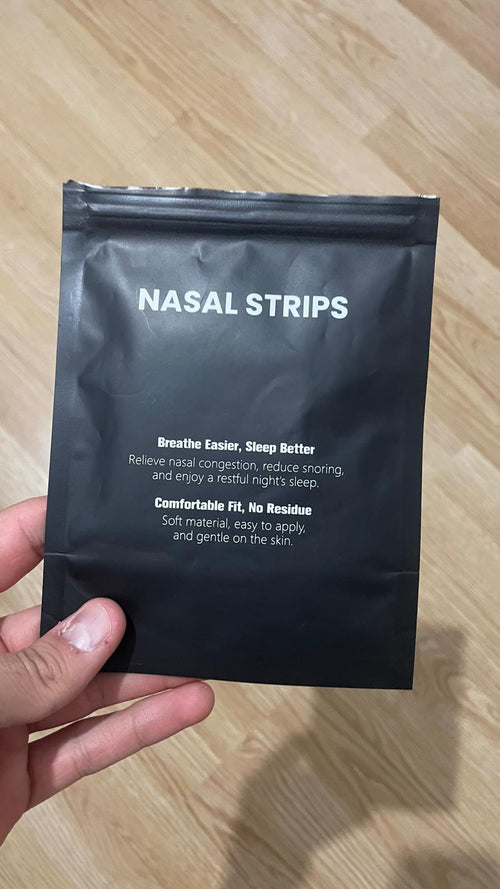 NASAL STRIPS
Breathe Easier, Sleep Better
Relieve nasal congestion, reduce snoring,
and enjoy a restful night's sleep.
Comfortable Fit, No Residue
Soft material, easy to apply,
and gentle on the skin.